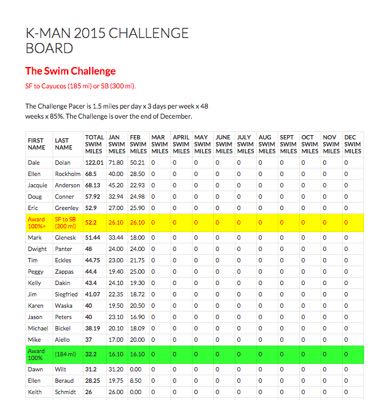 K-MAN 2015 CHALLENGE
BOARD
The Swim Challenge
SF to Cayucos (185 mi) or SB (300 mi).
The Challenge Pacer is 1.5 miles per day x 3 days per week x 48
weeks x 85%. The Challenge is over the end of December.
FIRST NAME LAST NAME TOTAL SWIM MILES JAN SWIM MILES FEB SWIM MILES MAR SWIM MILES APRIL SWIM MILES MAY SWIM MILES JUNE SWIM MILES JULY SWIM MILES AUG SWIM MILES SEPT SWIM MILES OCT SWIM MILES NOV SWIM MILES DEC SWIM MILES
Dale Dolan 122.01 71.80 50.21 0 0 0 0 0 0 0 0 0 0
Ellen Rockholm 68.5 40.00 28.50 0 0 0 0 0 0 0 0 0 0
Jacquie Anderson 68.13 45.20 22.93 0 0 0 0 0 0 0 0 0 0
Doug Conner 57.92 32.94 24.98 0 0 0 0 0 0 0 0 0 0
Eric Greenley 52.9 27.00 25.90 0 0 0 0 0 0 0 0 0 0
Award 100%+ SF to SB (300 mi) 52.2 26.10 26.10 0 0 0 0 0 0 0 0 0 0
Mark Glenesk 51.44 33.44 18.00 0 0 0 0 0 0 0 0 0 0
Dwight Panter 48 24.00 24.00 0 0 0 0 0 0 0 0 0 0
Tim Eckles 44.75 23.00 21.75 0 0 0 0 0 0 0 0 0 0
Peggy Zappas 44.4 19.40 25.00 0 0 0 0 0 0 0 0 0 0
Kelly Dakin 43.4 24.10 19.30 0 0 0 0 0 0 0 0 0 0
Jim Siegfried 41.07 22.35 18.72 0 0 0 0 0 0 0 0 0 0
Karen Waska 40 19.50 20.50 0 0 0 0 0 0 0 0 0 0
Jason Peters 40 23.10 16.90 0 0 0 0 0 0 0 0 0 0
Michael Bickel 38.19 20.10 18.09 0 0 0 0 0 0 0 0 0 0
Mike Aiello 37 17.00 20.00 0 0 0 0 0 0 0 0 0 0
Award 100% (184 mi) 32.2 16.10 16.10 0 0 0 0 0 0 0 0 0 0
Dawn Wilt 31.2 31.20 0.00 0 0 0 0 0 0 0 0 0 0
Ellen Beraud 28.25 19.75 8.50 0 0 0 0 0 0 0 0 0 0
Keith Schmidt 26 26.00 0.00 0 0 0 0 0 0 0 0 0 0